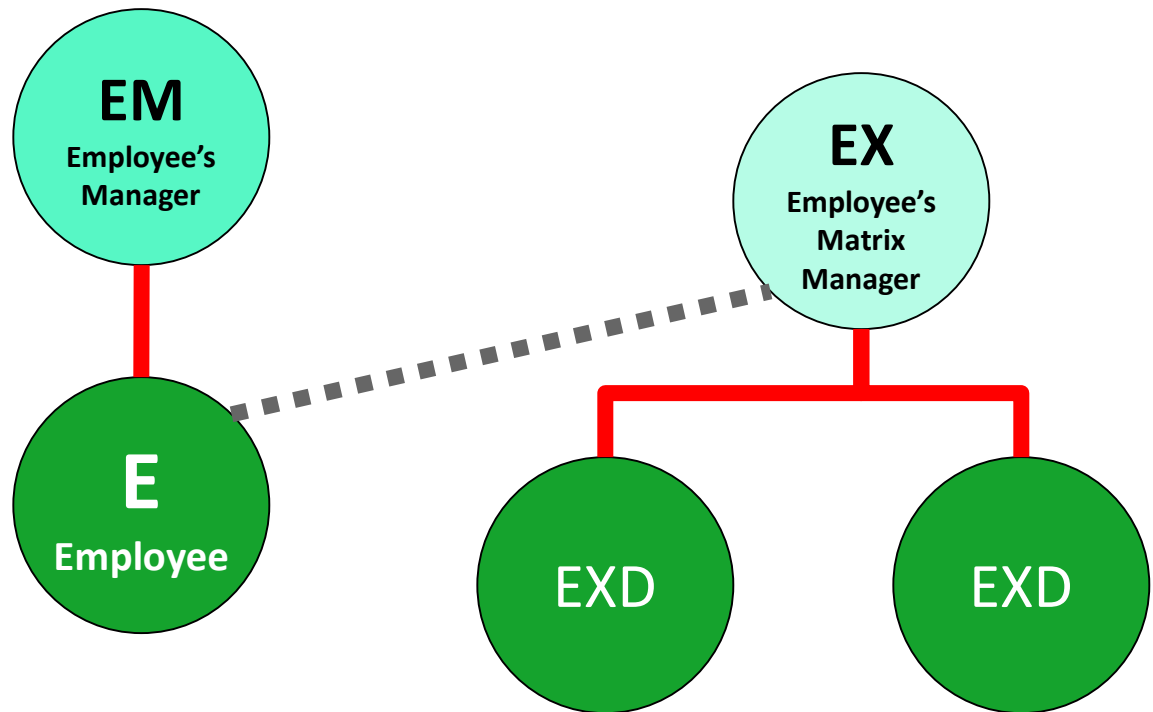 EM
Employee’s
Manager
EX
Employee’s
Matrix
Manager
E
Employee
EXD
EXD